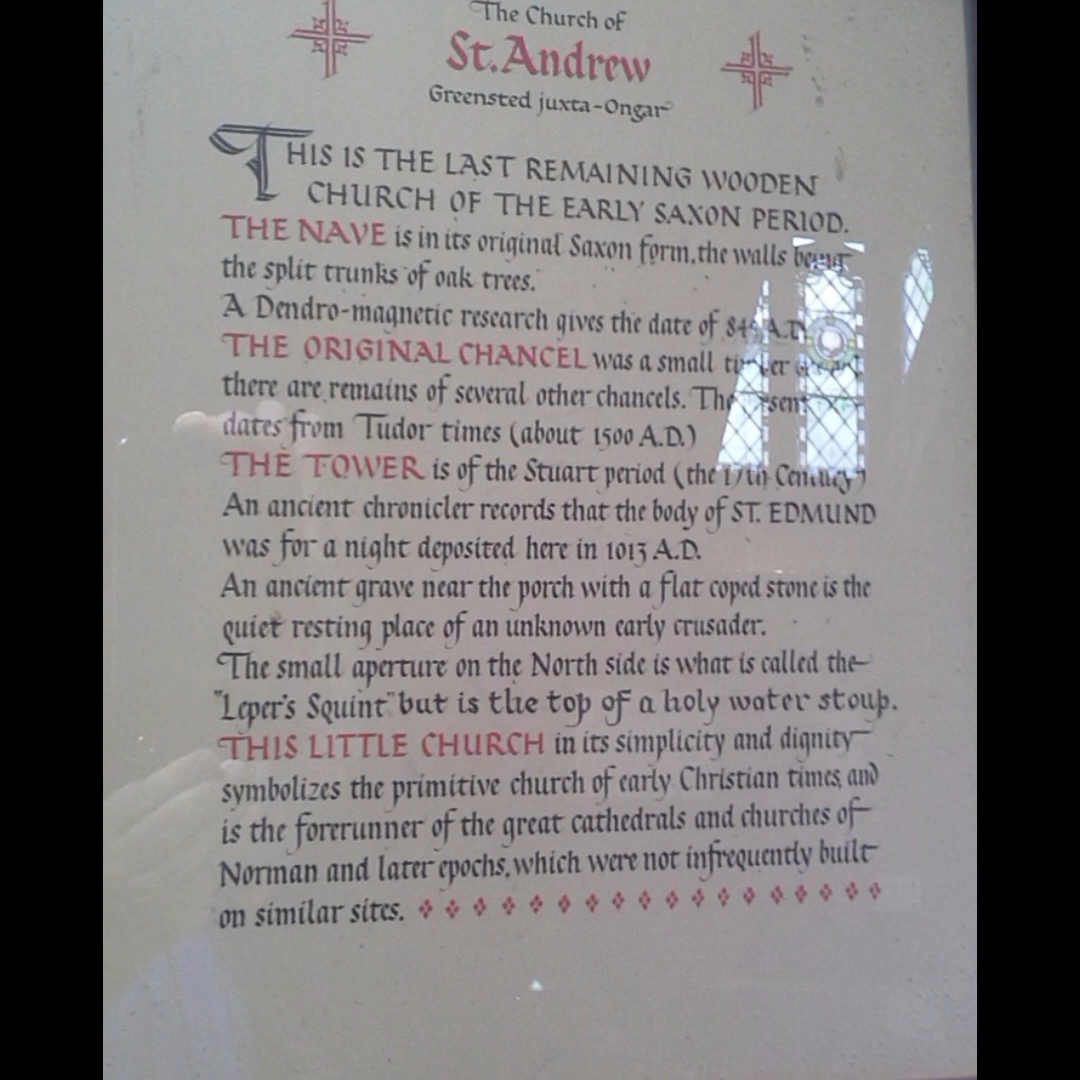 The Church of
St. Andrew
Greensted juxta-Ongar
THIS IS THE LAST REMAINING WOODEN
CHURCH OF THE EARLY SAXON PERIOD.
THE NAVE is in its original Saxon form, the walls being
the split trunks of oak trees.
A Dendro-magnetic research gives the date of A.D.
THE ORIGINAL CHANCEL was a small
there are remains of several other chancels. The
dates from Tudor times (about 1500 A.D.)
THE TOWER is of the Stuart period (the 17th Century)
An ancient chronicler records that the body of ST. EDMUND
was for a night deposited here in 1013 A.D.
An ancient grave near the porch with a flat coped stone is the
quiet resting place of an unknown early crusader.
The small aperture on the North side is what is called the
"Leper's Squint" but is the top of a holy water stoup.
THIS LITTLE CHURCH in its simplicity and dignity
symbolizes the primitive church of early Christian times, and
is the forerunner of the great cathedrals and churches of
Norman and later epochs, which were not infrequently built
on similar sites.